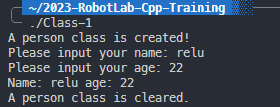 ~/2023-RobotLab-Cpp-Training
./Class-1
A person class is created!
Please input your name: relu
Please input your age: 22
Name: relu age: 22
A person class is cleared.